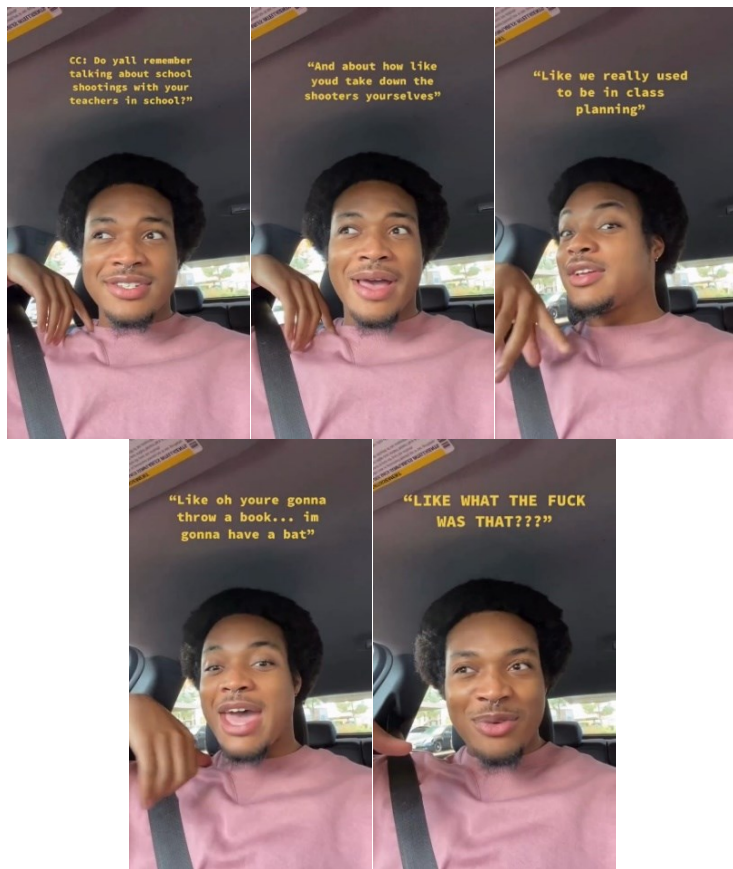 CC: Do yall remember
talking about school
shootings with your
teachers in school?”
“And about how like
youd take down the
shooters yourselves”
“Like we really used
to be in class
planning”
“Like oh youre gonna
throw a book... im
gonna have a bat”
“LIKE WHAT THE FUCK
WAS THAT???”